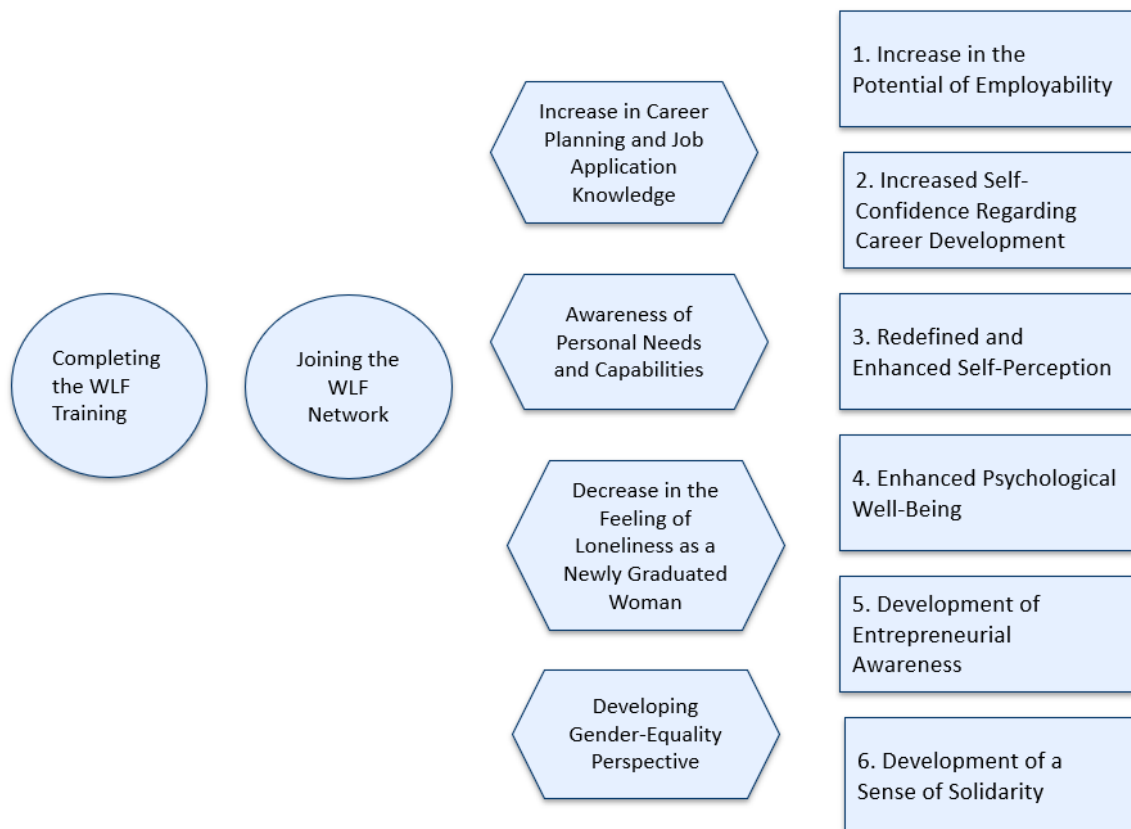 Completing
the WLF
Training
Joining the
WLF
Network
Increase in Career
Planning and Job
Application
Knowledge
Awareness of
Personal Needs
and Capabilities
Decrease in the
Feeling of
Loneliness as a
Newly Graduated
Woman
Developing
Gender-Equality
Perspective
1. Increase in the
Potential of Employability
2. Increased Self-
Confidence Regarding
Career Development
3. Redefined and
Enhanced Self-Perception
4. Enhanced Psychological
Well-Being
5. Development of
Entrepreneurial
Awareness
6. Development of a
Sense of Solidarity